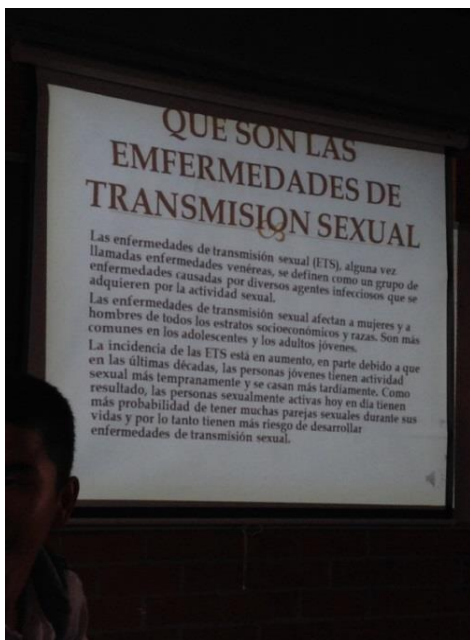 QUE SON LAS
EMFERMEDADES DE
TRANSMISION SEXUAL
Las enfermedades de transmisión sexual (ETS), alguna vez
llamadas enfermedades venéreas, se definen como un grupo de
enfermedades causadas por diversos agentes infecciosos que se
adquieren por la actividad sexual.
Las enfermedades de transmisión sexual afectan a mujeres y a
hombres de todos los estratos socioeconómicos y razas. Son más
comunes en los adolescentes y los adultos jóvenes.
La incidencia de las ETS está en aumento, en parte debido a que
en las últimas décadas, las personas jóvenes tienen actividad
sexual más tempranamente y se casan más tardíamente. Como
resultado, las personas sexualmente activas hoy en día tienen
más probabilidad de tener muchas parejas sexuales durante sus
vidas y por lo tanto tienen más riesgo de desarrollar
enfermedades de transmisión sexual.